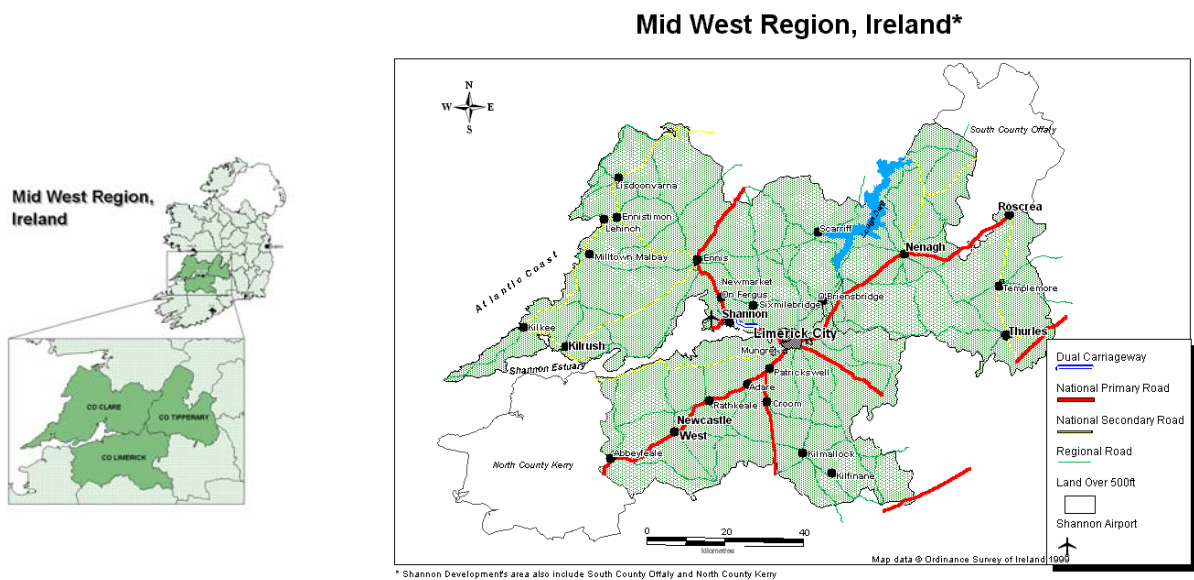 Mid West Region, Ireland*
Mid West Region,
Ireland
CO CLARE
CO TIPPERARY
CO LIMERICK
N
W
E
S
South County Offaly
Lisdoonvarna
Roscrea
Ennistimon
Lehinch
Scarriff
Nenagh
Milltown Malbay
Ennis
Atlantic Coast
Newmarket
On Fergus
Templemore
Sixmilebridge
O'Briensbridge
Shannon
Kilkee
Limerick City
Thurles
Kilrush
Mungret
Shannon Estuary
Patrickswell
Adare
Rathkeale
Croom
Newcastle
West
Abbeyfeale
Kilmallock
North County Kerry
Kilfinane
Dual Carriageway
National Primary Road
National Secondary Road
Regional Road
Land Over 500ft
Shannon Airport
0
20
40
kilometres
Map data © Ordinance Survey of Ireland 1999
* Shannon Development's area also include South County Offaly and North County Kerry